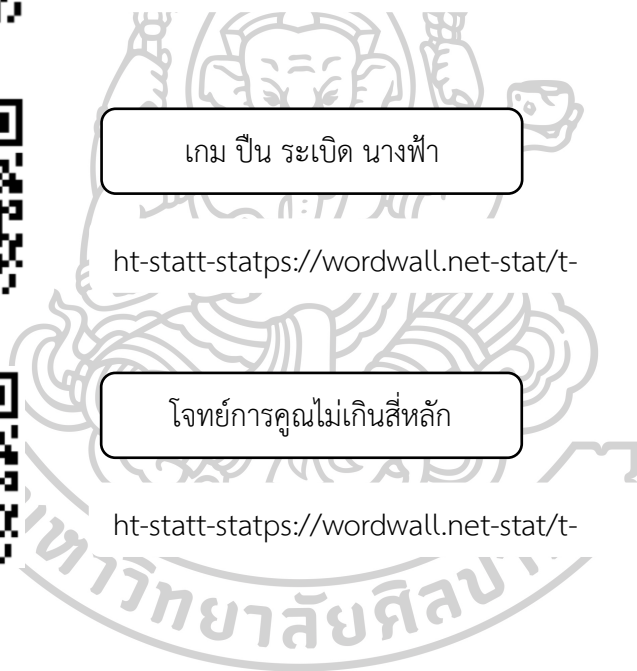 เกม ปืน ระเบิด นางฟ้า
ht-statt-statps://wordwall.net-stat/t-
โจทย์การคูณไม่เกินสี่หลัก
ht-statt-statps://wordwall.net-stat/t-